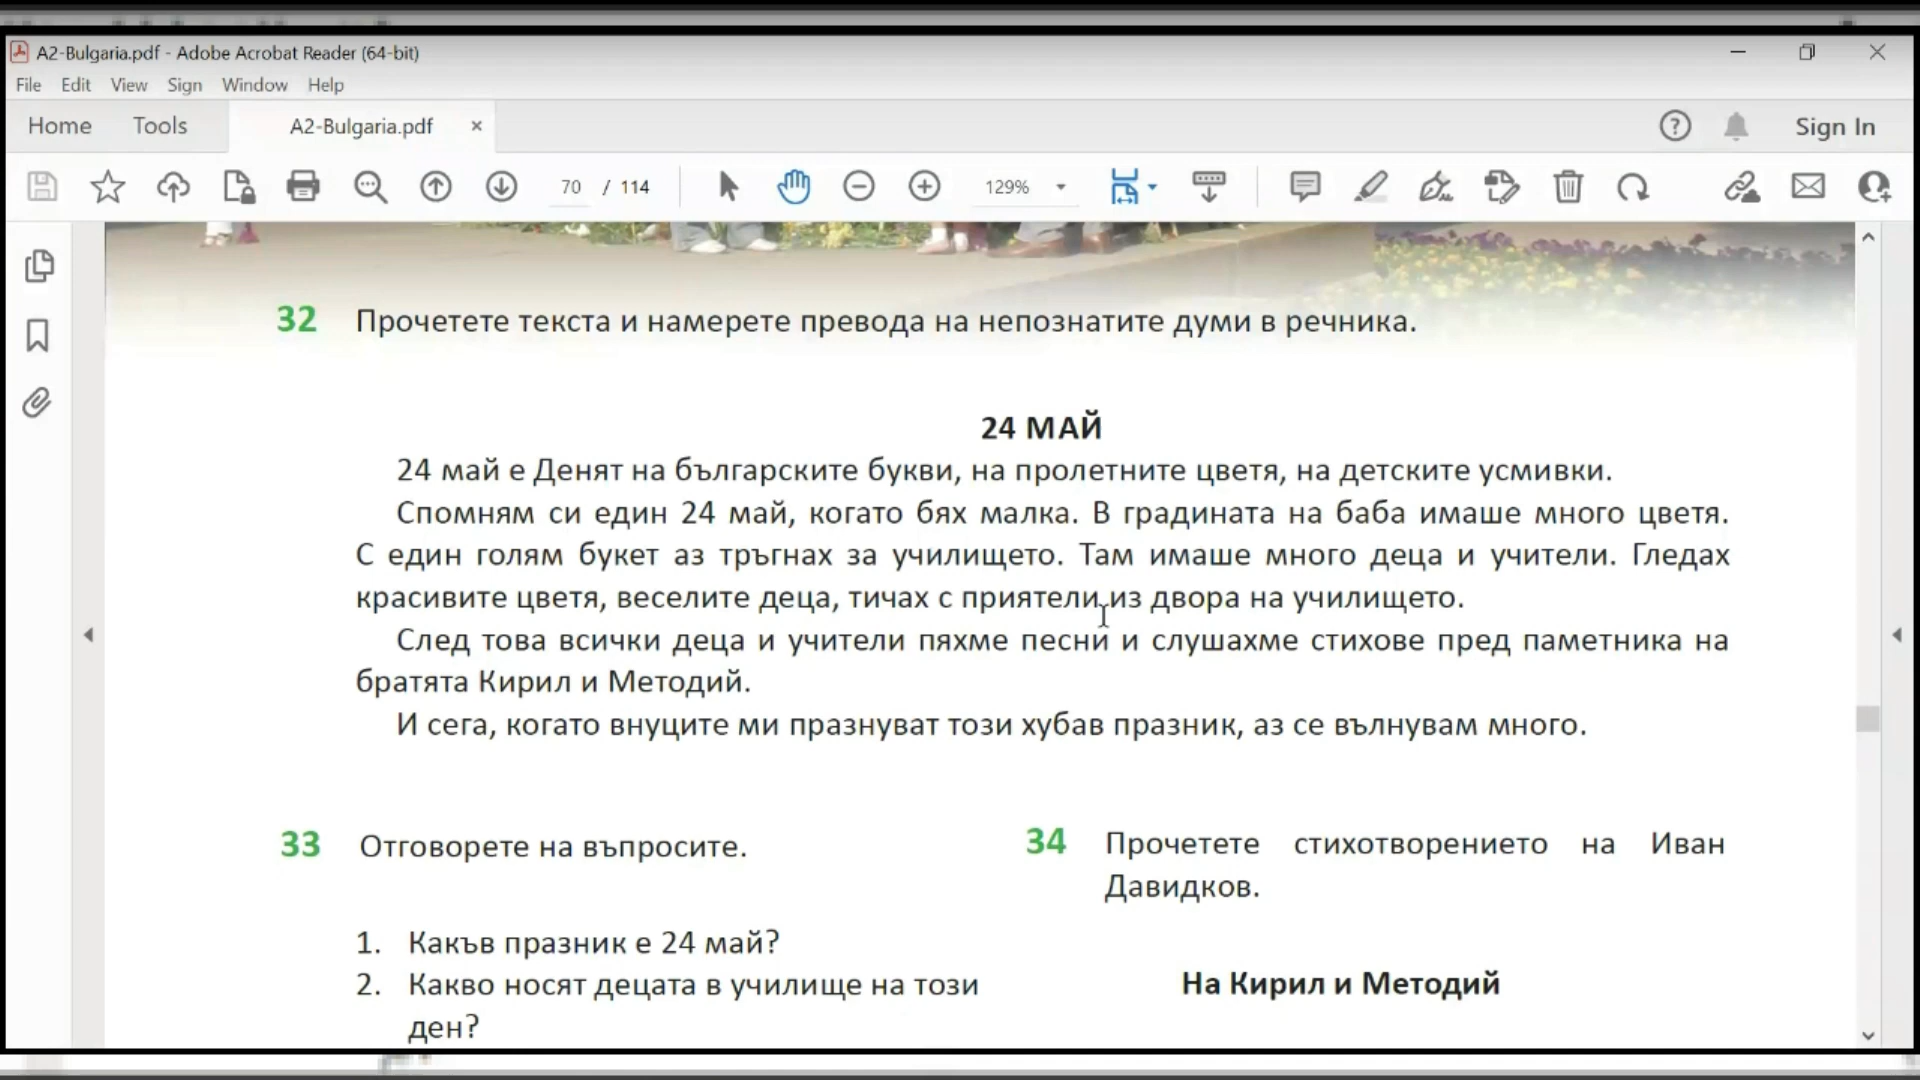 A2-Bulgaria.pdf - Adobe Acrobat Reader (64-bit)
File Edit View Sign Window Help
Home Tools A2-Bulgaria.pdf × Sign In
70 / 114 129%
32 Прочетете текста и намерете превода на непознатите думи в речника.
24 МАЙ
24 май е Денят на българските букви, на пролетните цветя, на детските усмивки.
Спомням си един 24 май, когато бях малка. В градината на баба имаше много цветя.
С един голям букет аз тръгнах за училището. Там имаше много деца и учители. Гледах
красивите цветя, веселите деца, тичах с приятели из двора на училището.
След това всички деца и учители пяхме песни и слушахме стихове пред паметника на
братята Кирил и Методий.
И сега, когато внуците ми празнуват този хубав празник, аз се вълнувам много.
33 Отговорете на въпросите.
1. Какъв празник е 24 май?
2. Какво носят децата в училище на този
ден?
34 Прочетете стихотворението на Иван
Давидков.
На Кирил и Методий